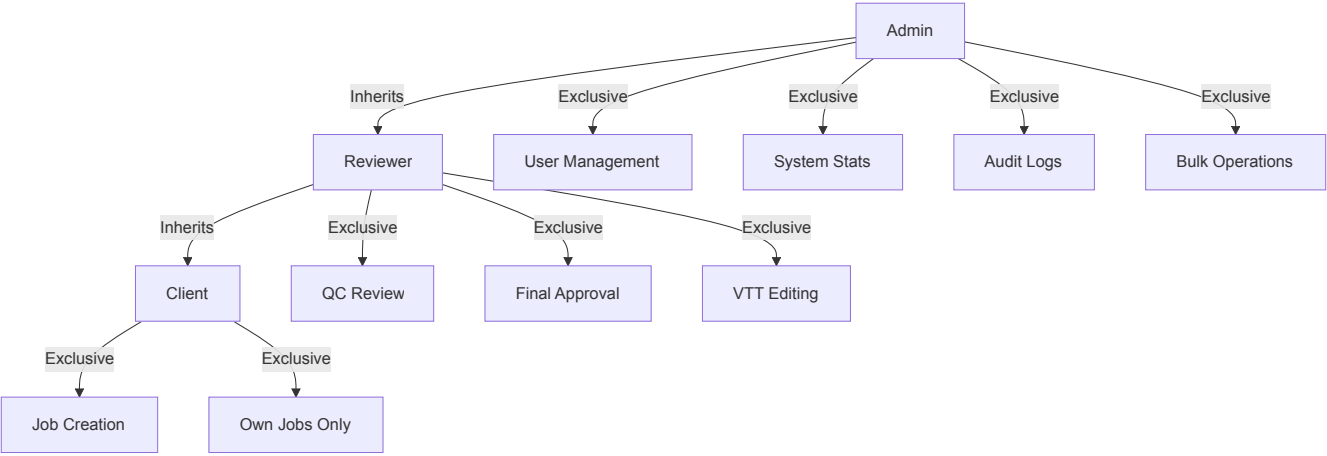 Admin
Inherits
Exclusive
Exclusive
Exclusive
Exclusive
Reviewer
User Management
System Stats
Audit Logs
Bulk Operations
Inherits
Exclusive
Exclusive
Exclusive
Client
QC Review
Final Approval
VTT Editing
Exclusive
Exclusive
Job Creation
Own Jobs Only